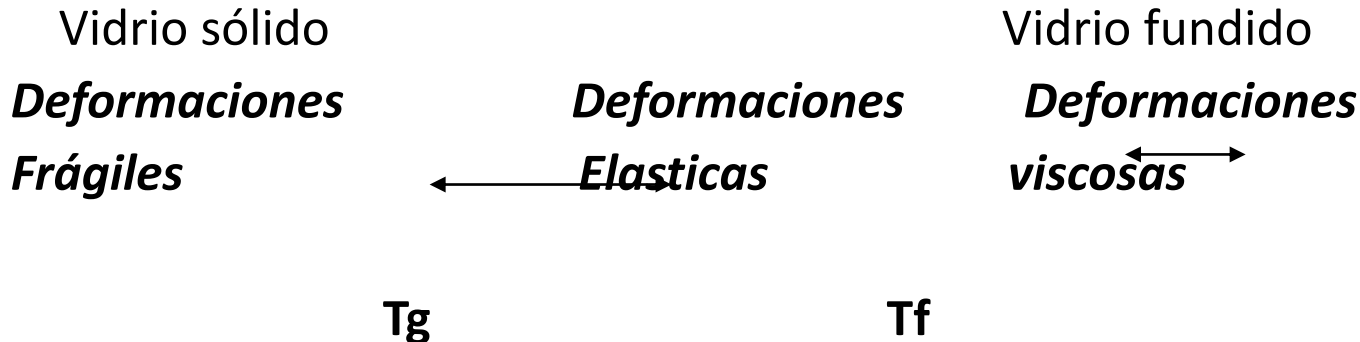 Vidrio sólido Vidrio fundido
Deformaciones Deformaciones Deformaciones
Frágiles Elasticas viscosas
Tg Tf